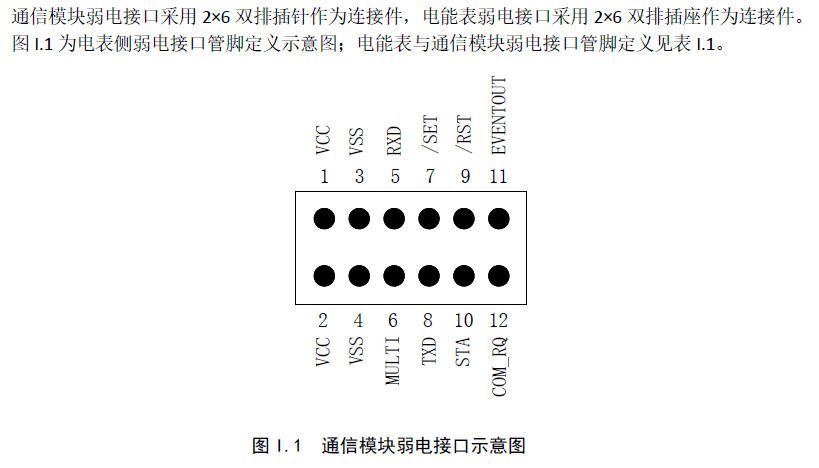 通信模块弱电接口采用 2×6 双排插针作为连接件，电能表弱电接口采用 2×6 双排插座作为连接件。
图 I.1 为电表侧弱电接口管脚定义示意图；电能表与通信模块弱电接口管脚定义见表 I.1。
VCC VSS RXD /SET /RST EVENTOUT
1 3 5 7 9 11
2 4 6 8 10 12
VCC VSS MULTI TXD STA COM_RQ
图 I.1 通信模块弱电接口示意图